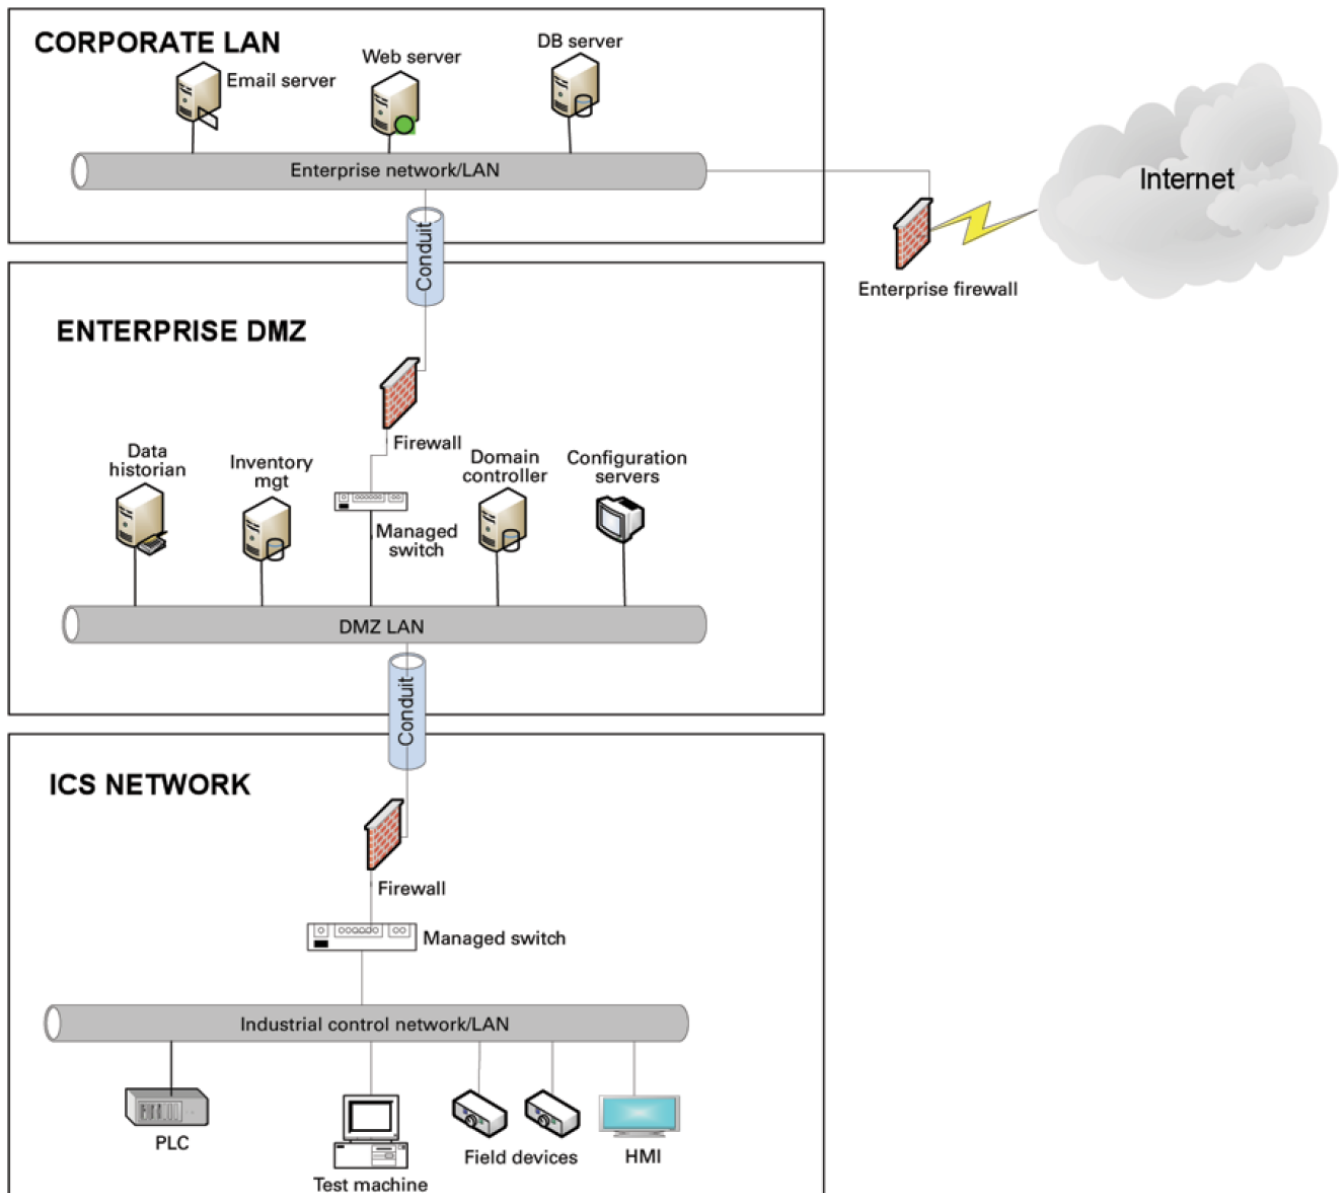 CORPORATE LAN
Email server
Web server
DB server
Enterprise network/LAN
Internet
Conduit
Enterprise firewall
ENTERPRISE DMZ
Firewall
Data
historian
Inventory
mgt
Managed
switch
Domain
controller
Configuration
servers
DMZ LAN
Conduit
ICS NETWORK
Firewall
Managed switch
Industrial control network/LAN
PLC
Test machine
Field devices
HMI